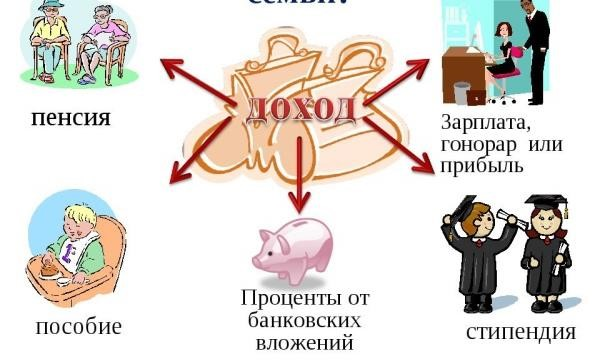 семьи?
доход
пенсия
Зарплата,
гонорар или
прибыль
пособие
Проценты от
банковских
вложений
стипендия